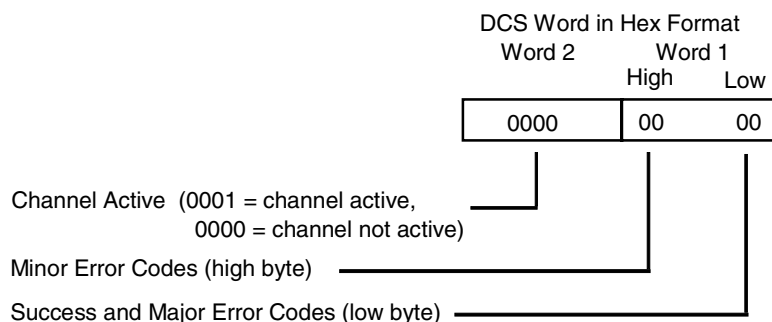 DCS Word in Hex Format
Word 2 Word 1
High Low
0000 00 00
Channel Active (0001 = channel active,
0000 = channel not active)
Minor Error Codes (high byte)
Success and Major Error Codes (low byte)